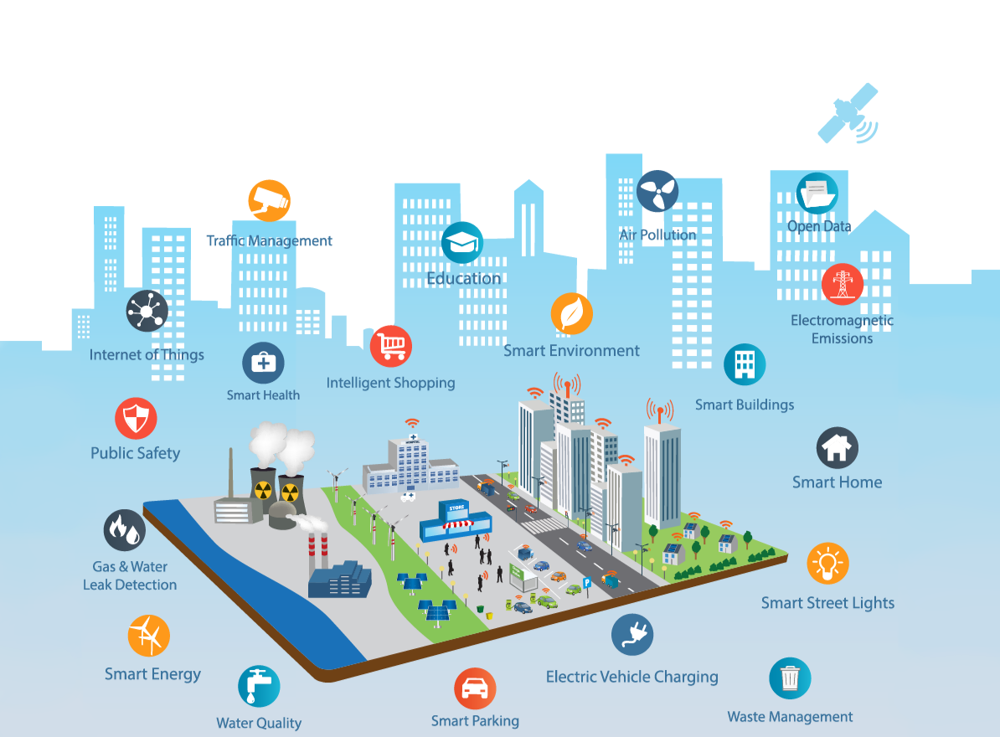 Traffic Management
Education
Air Pollution
Open Data
Internet of Things
Smart Health
Intelligent Shopping
Smart Environment
Electromagnetic
Emissions
Smart Buildings
Public Safety
HOSPITAL
Smart Home
STORE
Gas & Water
Leak Detection
P
Smart Street Lights
Smart Energy
Electric Vehicle Charging
Water Quality
Smart Parking
Waste Management